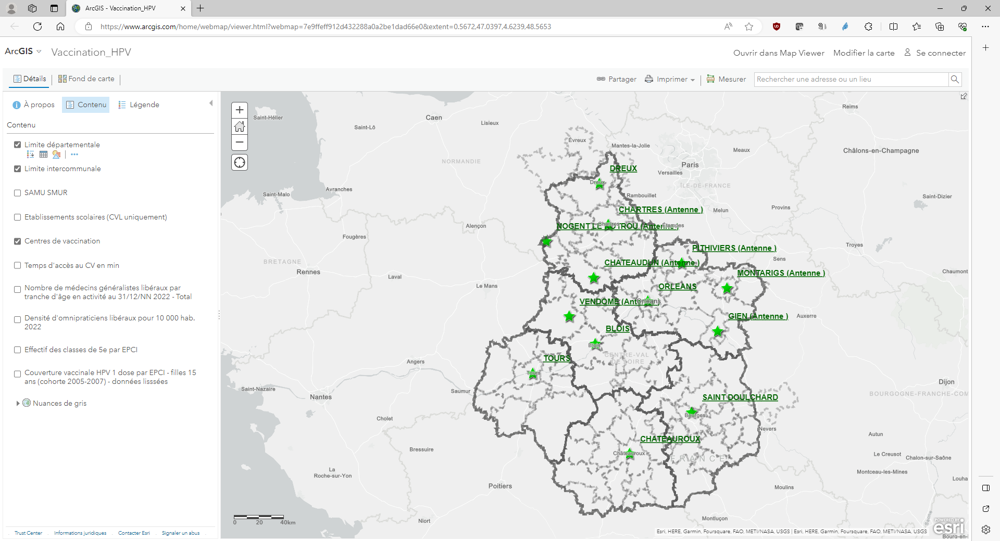 ArcGIS - Vaccination_HPV
https://www.arcgis.com/home/webmap/viewer.html?webmap=7e9ffeff912d432288a0a2be1dad66e0&extent=0.5672,47.0397,4.6239,48.5653
ArcGIS
Vaccination_HPV
Ouvrir dans Map Viewer
Modifier la carte
Se connecter
Détails
Fond de carte
Partager
Imprimer
Mesurer
Rechercher une adresse ou un lieu
À propos
Contenu
Légende
Contenu
Limite départementale
Limite intercommunale
SAMU SMUR
Etablissements scolaires (CVL uniquement)
Centres de vaccination
Temps d'accès au CV en min
Nombre de médecins généralistes libéraux par
tranche d'âge en activité au 31/12/NN 2022 - Total
Densité d'omnipraticiens libéraux pour 10 000 hab.
2022
Effectif des classes de 5e par EPCI
Couverture vaccinale HPV 1 dose par EPCI - filles 15
ans (cohorte 2005-2007) - données lisssées
Nuances de gris
Trust Center
Informations juridiques
Contacter Esri
Signaler un abus
Saint-Hélier
Caen
Saint-Lô
Lisieux
Reims
Évreux
Mantes-la-Jolie
Meaux
Châlons-en-Champagne
NORMANDIE
Paris
DREUX
Versailles
Dreux
ÎLE-DE-FRANCE
Avranches
Saint-Malo
Rambouillet
Saint-Dizier
CHARTRES (Antenne )
Melun
Provins
Chartres
Étampes
Alençon
NOGENT LE ROTROU (Antenne )
Fougères
Troyes
PITHIVIERS (Antenne )
Sens
BRETAGNE
CHATEAUDUN (Antenne )
Rennes
Laval
MONTARIGS (Antenne )
Chaumont
Le Mans
ORLEANS
Orléans
VENDOME (Antenne )
GIEN (Antenne )
Auxerre
BLOIS
Blois
CENTRE-VAL
DE LOIRE
TOURS
Tours
Angers
Saint-Nazaire
Saumur
Nantes
Dijon
BOURGOGNE-FRANCHE-COM
SAINT DOULCHARD
Bourges
Cholet
Nevers
Autun
CHATEAUROUX
Châteauroux
Bressuire
FRANCE
Le Creusot
Chalon-sur-Saône
La
Roche-sur-Yon
Montceau-les-Mines
Louha
Poitiers
Moulins
Niort
Montluçon
Saône
Bourg-en-
0 20 40km
POWERED BY
esri
Esri, HERE, Garmin, Foursquare, FAO, METI/NASA, USGS | Esri, HERE, Garmin, Foursquare, FAO, METI/NASA, USGS